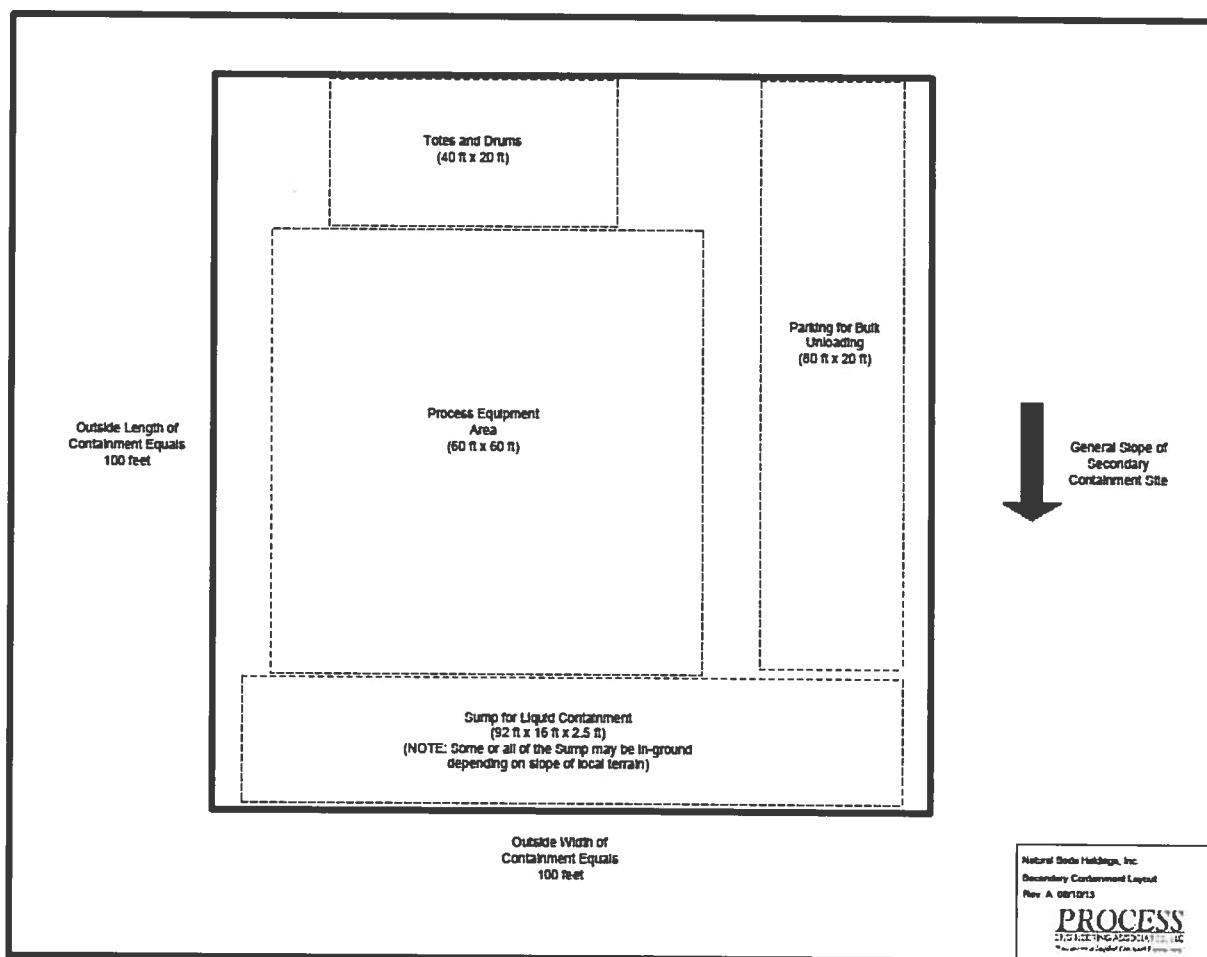 Totes and Drums
(40 ft x 20 ft)
Parking for Bulk
Unloading
(80 ft x 20 ft)
Process Equipment
Area
(60 ft x 60 ft)
Outside Length of
Containment Equals
100 feet
General Slope of
Secondary
Containment Site
Sump for Liquid Containment
(92 ft x 16 ft x 2.5 ft)
(NOTE: Some or all of the Sump may be in-ground
depending on slope of local terrain)
Outside Width of
Containment Equals
100 feet
Natural Soda Holdings, Inc.
Secondary Containment Layout
Rev. A
PROCESS
ENGINEERING ASSOCIATES, LLC